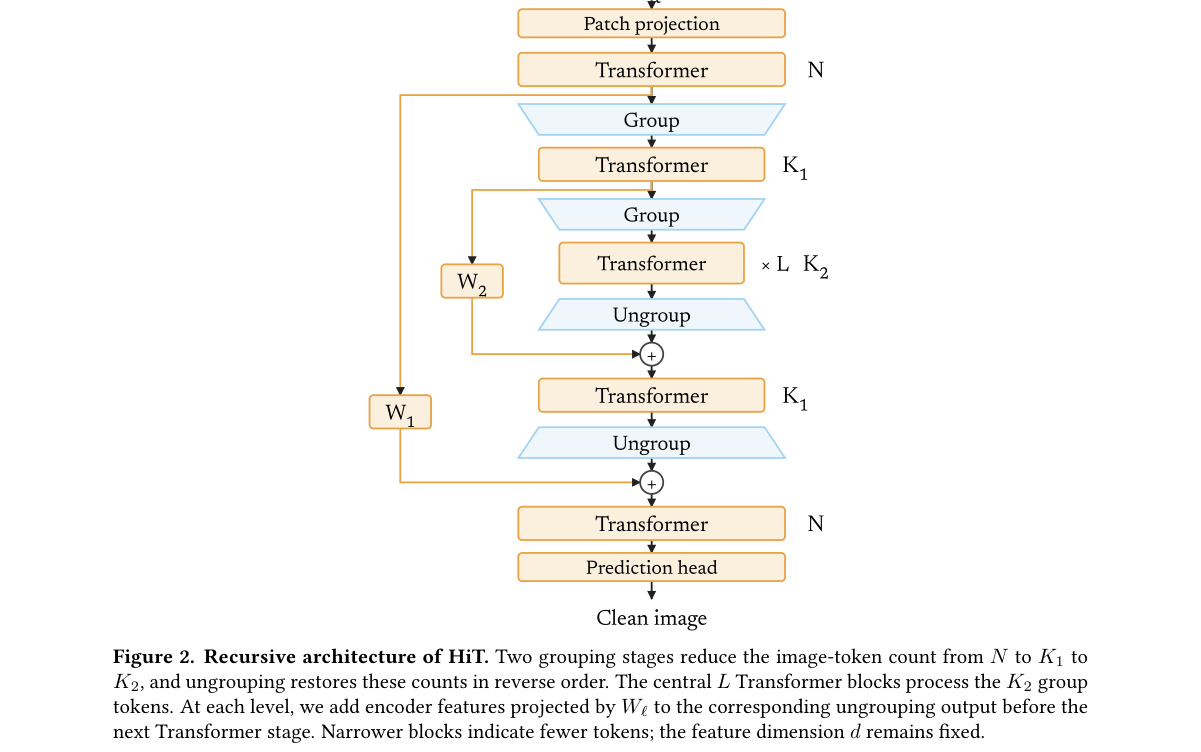 Patch projection
Transformer N
Group
Transformer K₁
Group
Transformer × L K₂
W₂
Ungroup
+
Transformer K₁
W₁
Ungroup
+
Transformer N
Prediction head
Clean image
Figure 2. Recursive architecture of HiT. Two grouping stages reduce the image-token count from N to K₁ to
K₂, and ungrouping restores these counts in reverse order. The central L Transformer blocks process the K₂ group
tokens. At each level, we add encoder features projected by W_ℓ to the corresponding ungrouping output before the
next Transformer stage. Narrower blocks indicate fewer tokens; the feature dimension d remains fixed.